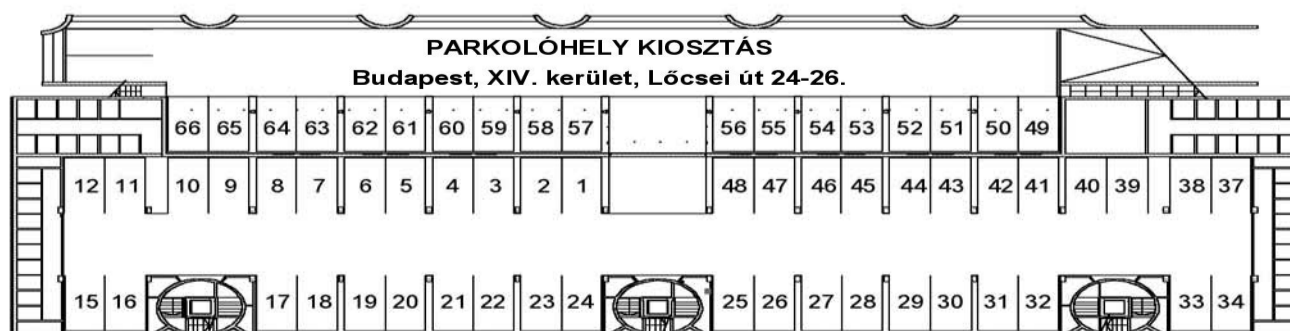 PARKOLÓHELY KIOSZTÁS
Budapest, XIV. kerület, Lőcsei út 24-26.
66 65 64 63 62 61 60 59 58 57 56 55 54 53 52 51 50 49
12 11 10 9 8 7 6 5 4 3 2 1 48 47 46 45 44 43 42 41 40 39 38 37
15 16 17 18 19 20 21 22 23 24 25 26 27 28 29 30 31 32 33 34